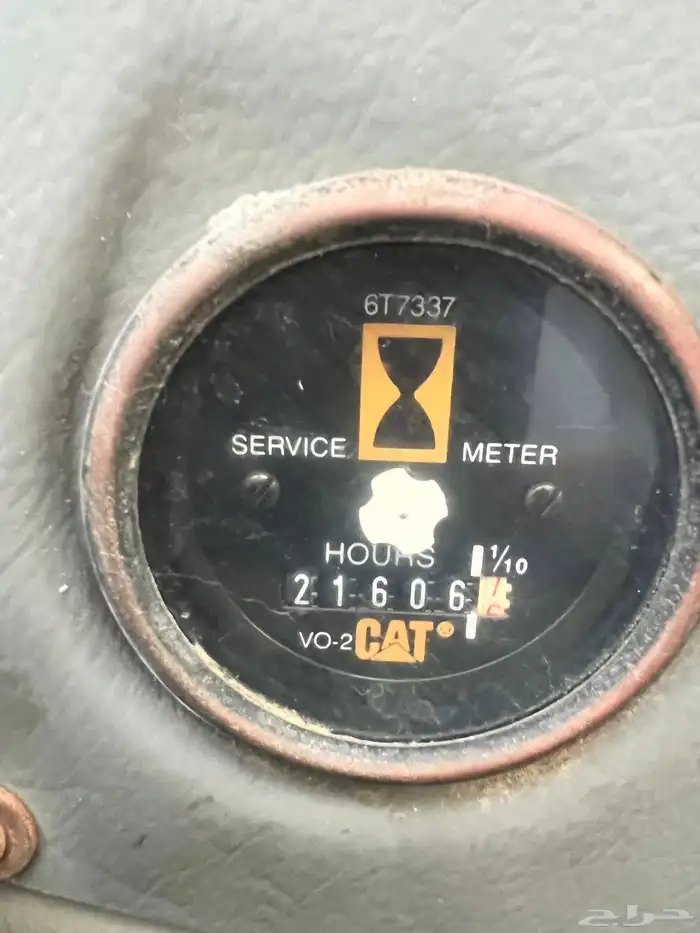 6T7337
SERVICE METER
HOURS 1/10
21606
VO-2 CAT
حراج